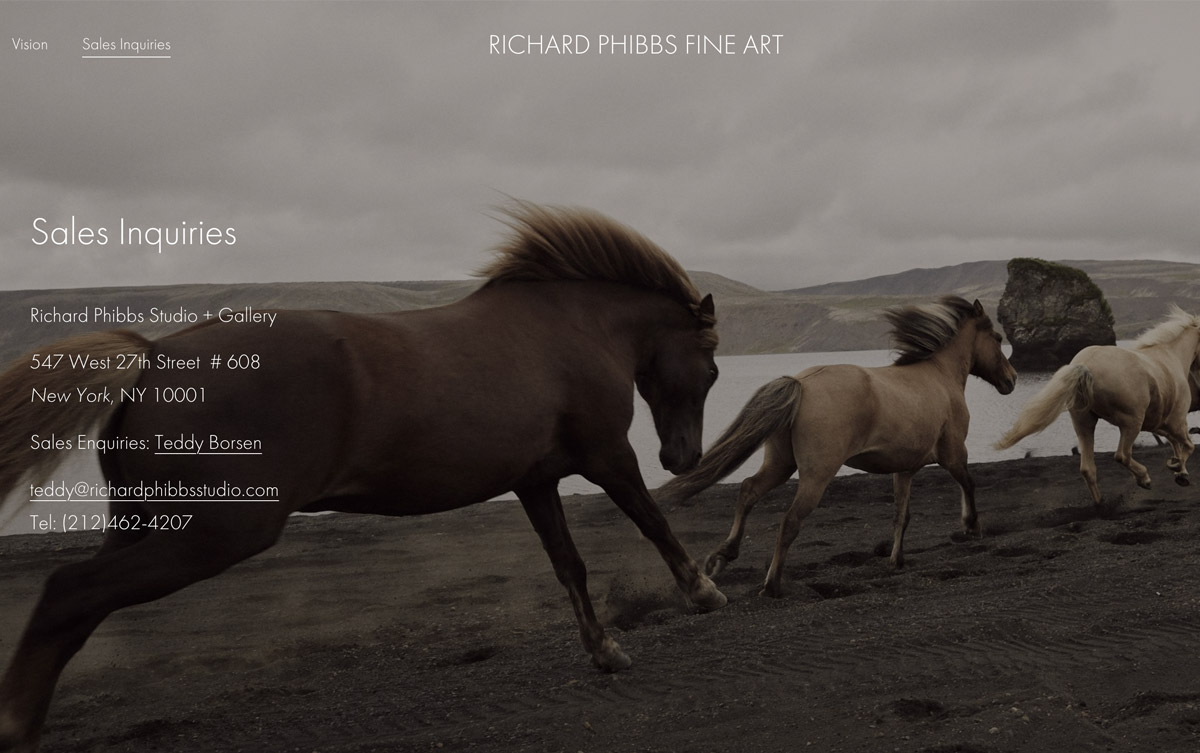 Vision
Sales Inquiries
RICHARD PHIBBS FINE ART
Sales Inquiries
Richard Phibbs Studio + Gallery
547 West 27th Street # 608
New York, NY 10001
Sales Enquiries: Teddy Borsen
teddy@richardphibbsstudio.com
Tel: (212)462-4207